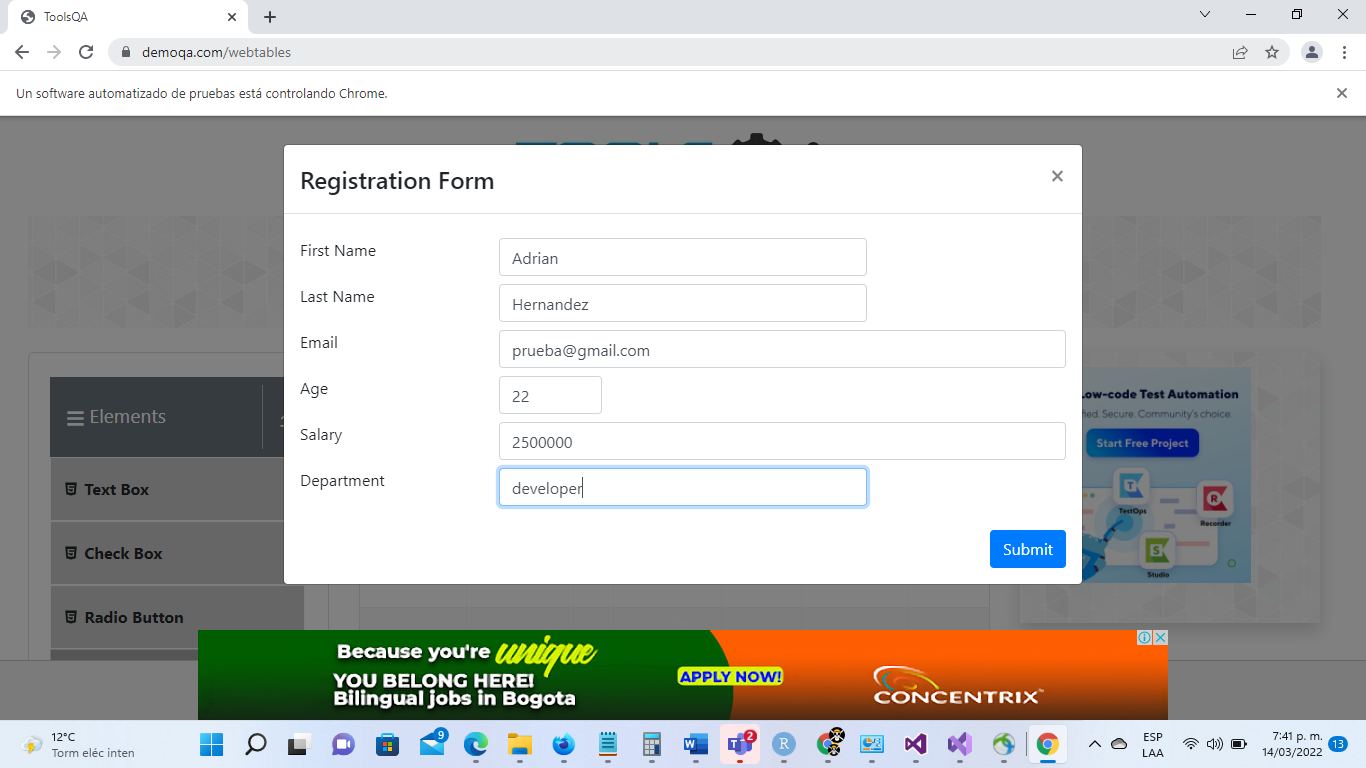 ToolsQA
demoqa.com/webtables
Un software automatizado de pruebas está controlando Chrome.
Registration Form
First Name
Adrian
Last Name
Hernandez
Email
prueba@gmail.com
Age
22
Salary
2500000
Department
developer
Submit
Elements
Text Box
Check Box
Radio Button
Low-code Test Automation
Community's choice.
Secure.
Start Free Project
TestOps
Recorder
Studio
Because you're unique
YOU BELONG HERE!
Bilingual jobs in Bogota
APPLY NOW!
CONCENTRIX
12°C
Torm eléc inten
9
2
ESP
LAA
7:41 p. m.
14/03/2022
13